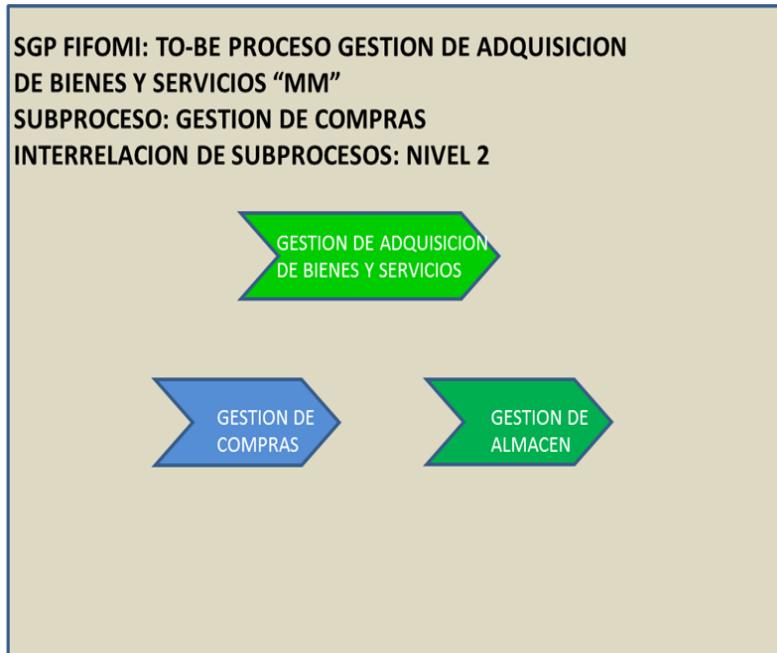 SGP FIFOMI: TO-BE PROCESO GESTION DE ADQUISICION
DE BIENES Y SERVICIOS “MM”
SUBPROCESO: GESTION DE COMPRAS
INTERRELACION DE SUBPROCESOS: NIVEL 2
GESTION DE ADQUISICION
DE BIENES Y SERVICIOS
GESTION DE
COMPRAS
GESTION DE
ALMACEN